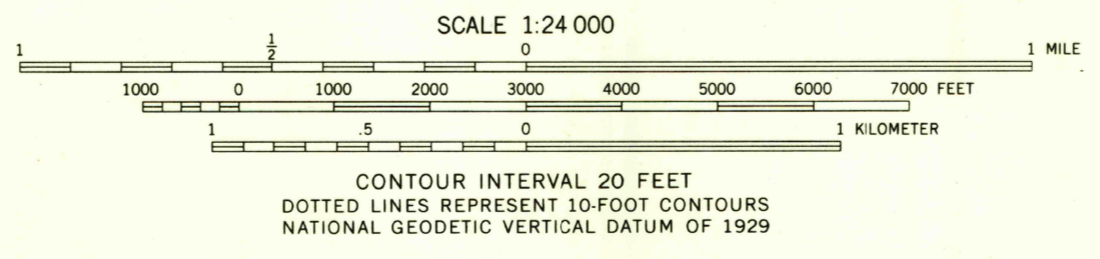 SCALE 1:24 000
1 ½ 0 1 MILE
1000 0 1000 2000 3000 4000 5000 6000 7000 FEET
1 .5 0 1 KILOMETER
CONTOUR INTERVAL 20 FEET
DOTTED LINES REPRESENT 10-FOOT CONTOURS
NATIONAL GEODETIC VERTICAL DATUM OF 1929